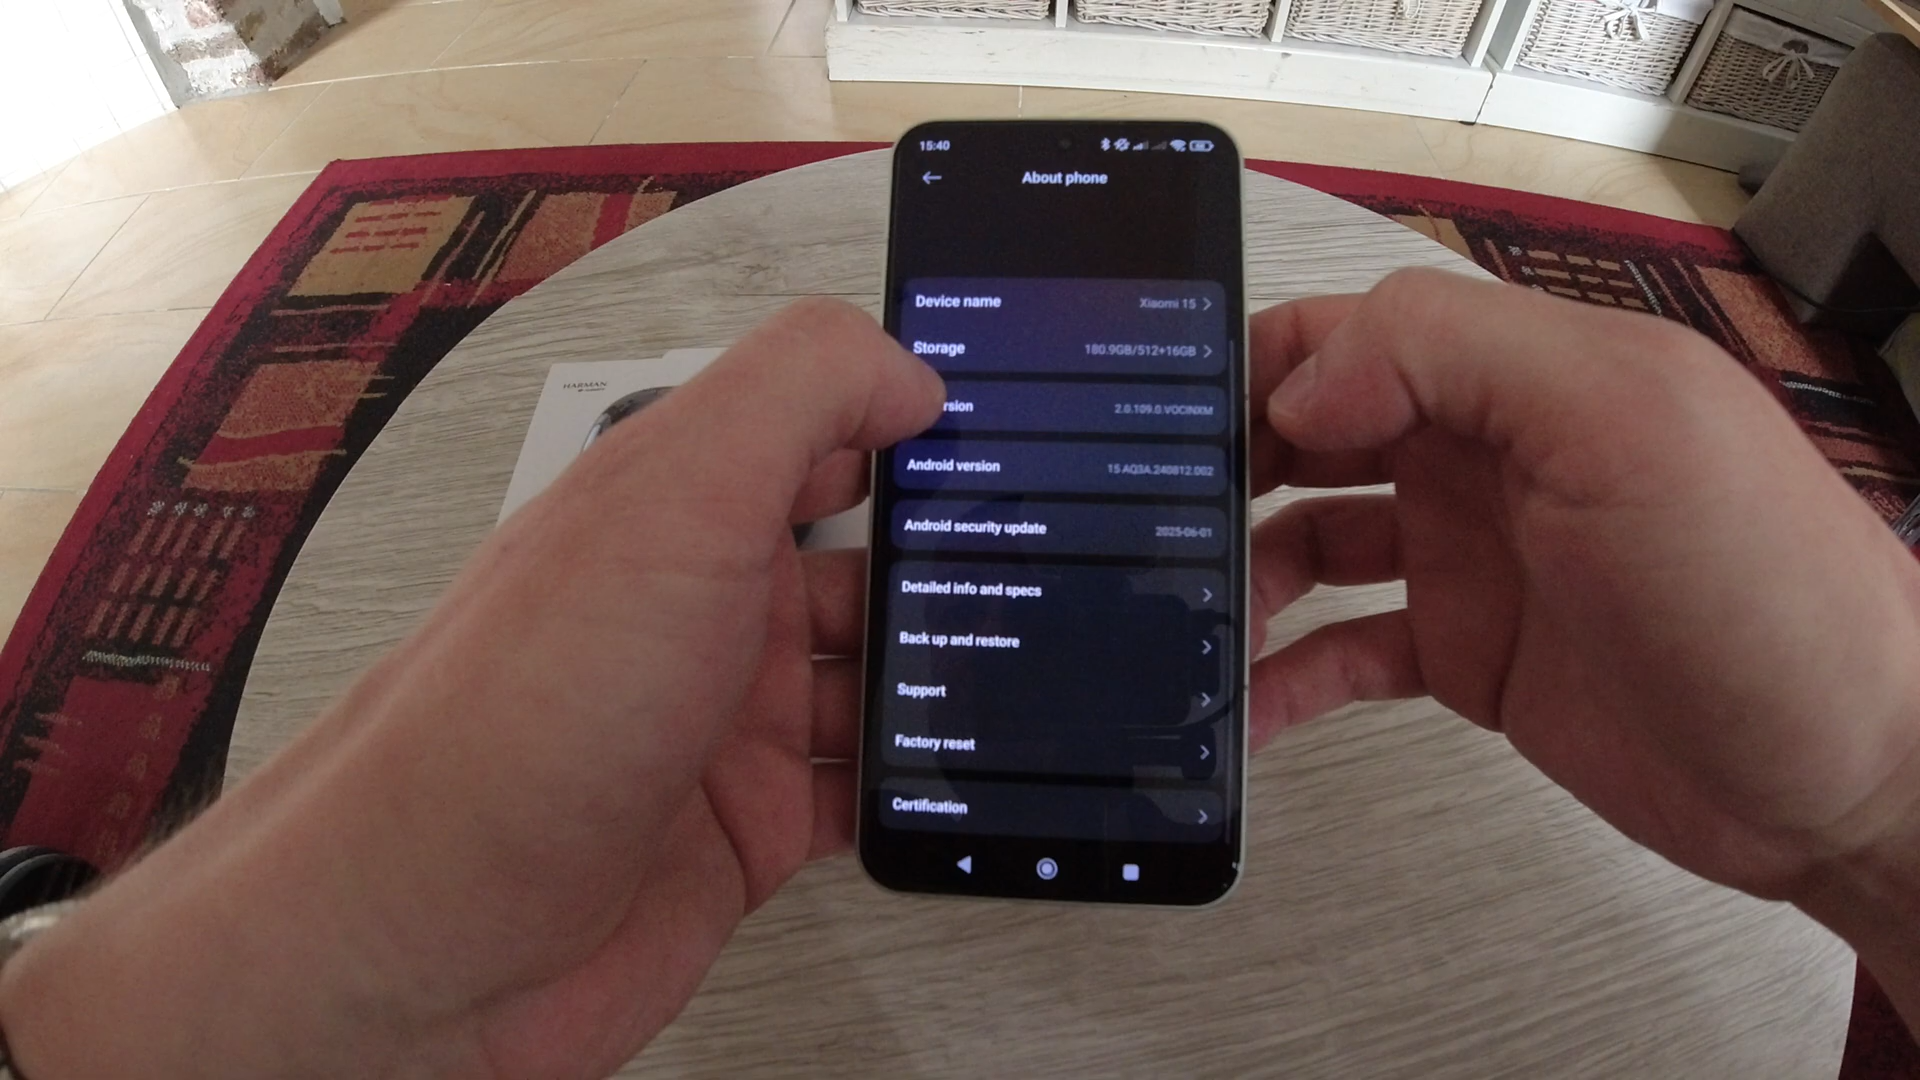 15:40
About phone
Device name Xiaomi 15
Storage 180.9GB/512+16GB
rsion 2.0.109.0.VOCINXM
Android version 15 AQ3A.240812.002
Android security update 2025-06-01
Detailed info and specs
Back up and restore
Support
Factory reset
Certification
HARMAN